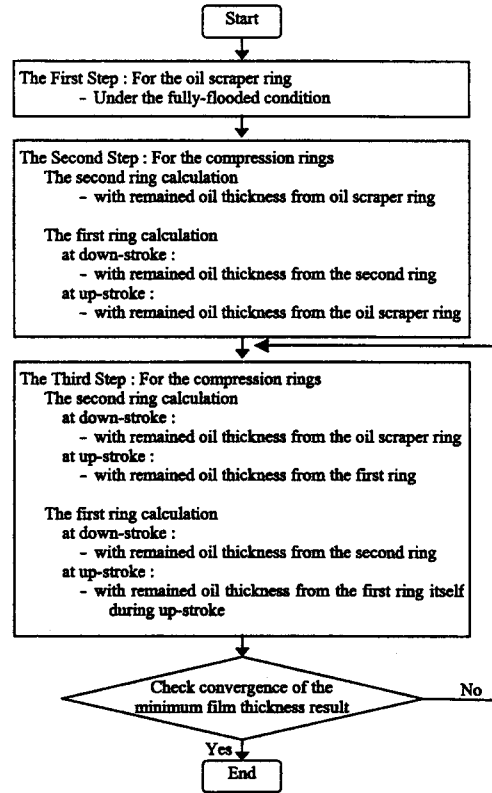 Start
The First Step : For the oil scraper ring
- Under the fully-flooded condition
The Second Step : For the compression rings
The second ring calculation
- with remained oil thickness from oil scraper ring
The first ring calculation
at down-stroke :
- with remained oil thickness from the second ring
at up-stroke :
- with remained oil thickness from the oil scraper ring
The Third Step : For the compression rings
The second ring calculation
at down-stroke :
- with remained oil thickness from the oil scraper ring
at up-stroke :
- with remained oil thickness from the first ring
The first ring calculation
at down-stroke :
- with remained oil thickness from the second ring
at up-stroke :
- with remained oil thickness from the first ring itself
during up-stroke
Check convergence of the
minimum film thickness result
No
Yes
End